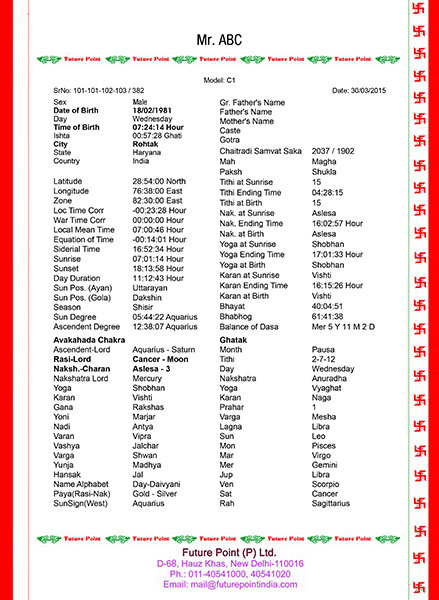 Mr. ABC
Future Point Future Point Future Point Future Point Future Point
Model: C1
SrNo: 101-101-102-103 / 382 Date: 30/03/2015
Sex Male
Date of Birth 18/02/1981
Day Wednesday
Time of Birth 07:24:14 Hour
Ishta 00:57:28 Ghati
City Rohtak
State Haryana
Country India
Latitude 28:54:00 North
Longitude 76:38:00 East
Zone 82:30:00 East
Loc Time Corr -00:23:28 Hour
War Time Corr 00:00:00 Hour
Local Mean Time 07:00:46 Hour
Equation of Time -00:14:01 Hour
Siderial Time 16:52:34 Hour
Sunrise 07:01:14 Hour
Sunset 18:13:58 Hour
Day Duration 11:12:43 Hour
Sun Pos. (Ayan) Uttarayan
Sun Pos. (Gola) Dakshin
Season Shisir
Sun Degree 05:44:22 Aquarius
Ascendent Degree 12:38:07 Aquarius
Gr. Father's Name
Father's Name
Mother's Name
Caste
Gotra
Chaitradi Samvat Saka 2037 / 1902
Mah Magha
Paksh Shukla
Tithi at Sunrise 15
Tithi Ending Time 04:28:15
Tithi at Birth 15
Nak. at Sunrise Aslesa
Nak. Ending Time 16:02:57 Hour
Nak. at Birth Aslesa
Yoga at Sunrise Shobhan
Yoga Ending Time 17:01:33 Hour
Yoga at Birth Shobhan
Karan at Sunrise Vishti
Karan Ending Time 16:15:26 Hour
Karan at Birth Vishti
Bhayat 40:04:51
Bhabhog 61:41:38
Balance of Dasa Mer 5 Y 11 M 2 D
Avakahada Chakra
Ascendent-Lord Aquarius - Saturn
Rasi-Lord Cancer - Moon
Naksh.-Charan Aslesa - 3
Nakshatra Lord Mercury
Yoga Shobhan
Karan Vishti
Gana Rakshas
Yoni Marjar
Nadi Antya
Varan Vipra
Vashya Jalchar
Varga Shwan
Yunja Madhya
Hansak Jal
Name Alphabet Day-Daivyani
Paya(Rasi-Nak) Gold - Silver
SunSign(West) Aquarius
Ghatak
Month Pausa
Tithi 2-7-12
Day Wednesday
Nakshatra Anuradha
Yoga Vyaghat
Karan Naga
Prahar 1
Varga Mesha
Lagna Libra
Sun Leo
Mon Pisces
Mar Virgo
Mer Gemini
Jup Libra
Ven Scorpio
Sat Cancer
Rah Sagittarius
Future Point Future Point Future Point Future Point Future Point
Future Point (P) Ltd.
D-68, Hauz Khas, New Delhi-110016
Ph.: 011-40541000, 40541020
Email: mail@futurepointindia.com